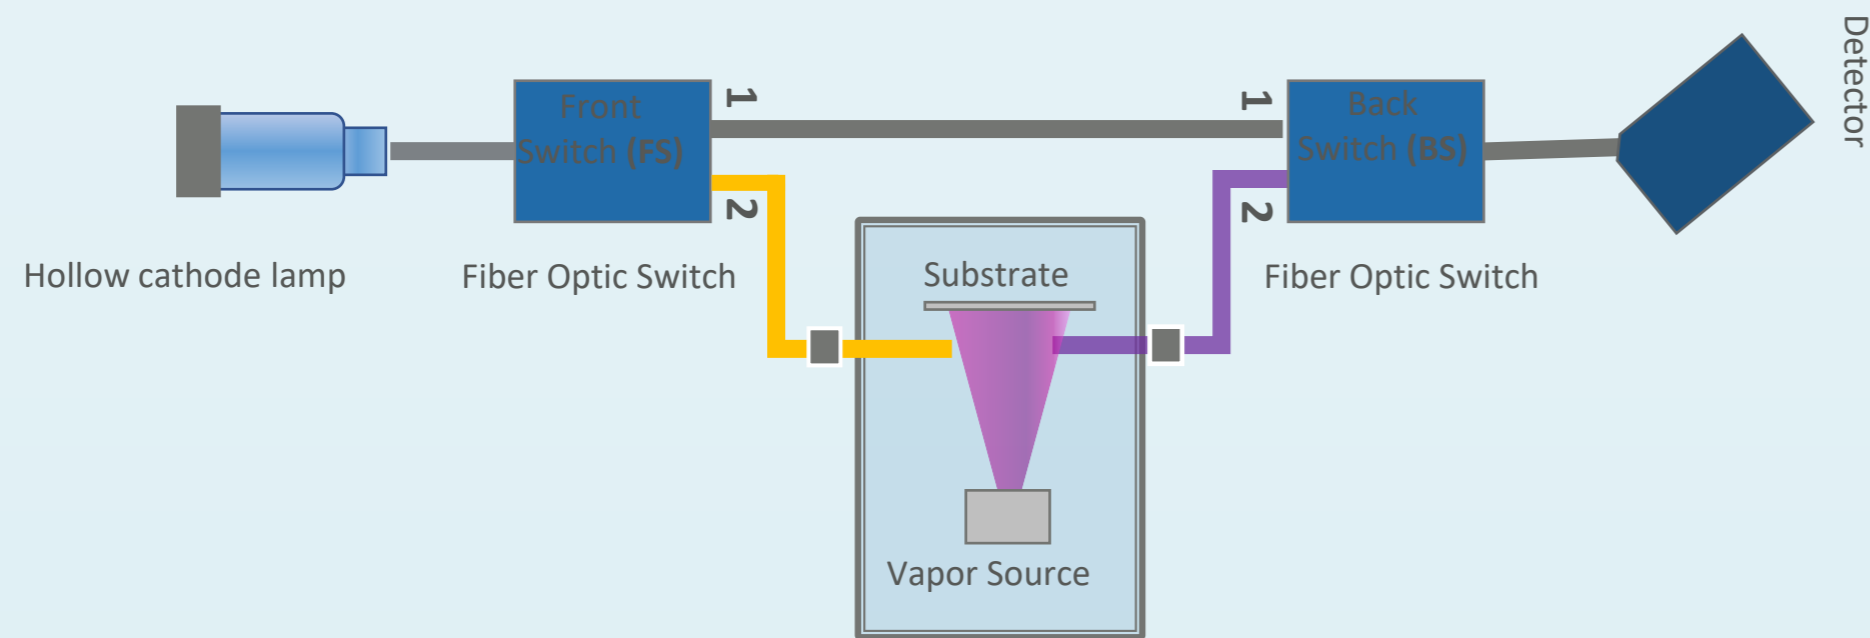 Hollow cathode lamp
Front
Switch (FS)
1
2
Fiber Optic Switch
Substrate
Vapor Source
1
2
Back
Switch (BS)
Fiber Optic Switch
Detector